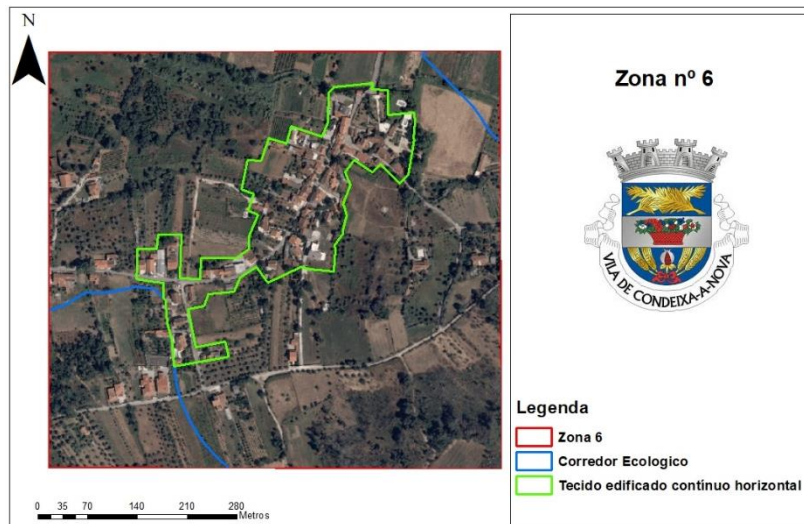 N
Zona nº 6
VILA DE CONDEIXA-A-NOVA
Legenda
Zona 6
Corredor Ecologico
Tecido edificado contínuo horizontal
0 35 70 140 210 280
Metros